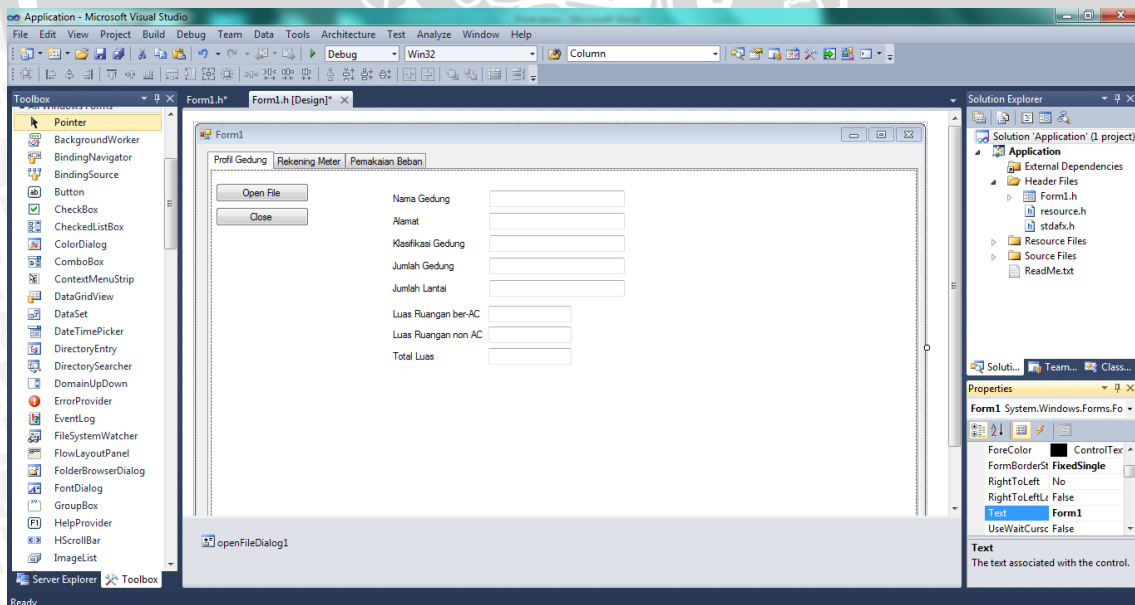 Application - Microsoft Visual Studio
File Edit View Project Build Debug Team Data Tools Architecture Test Analyze Window Help
Debug Win32 Column
Toolbox
Form1.h* Form1.h [Design]*
Pointer
BackgroundWorker
BindingNavigator
BindingSource
Button
CheckBox
CheckedListBox
ColorDialog
ComboBox
ContextMenuStrip
DataGridView
DataSet
DateTimePicker
DirectoryEntry
DirectorySearcher
DomainUpDown
ErrorProvider
EventLog
FileSystemWatcher
FlowLayoutPanel
FolderBrowserDialog
FontDialog
GroupBox
HelpProvider
HScrollBar
ImageList
Server Explorer Toolbox
Form1
Profil Gedung Rekening Meter Pemakaian Beban
Open File
Close
Nama Gedung
Alamat
Klasifikasi Gedung
Jumlah Gedung
Jumlah Lantai
Luas Ruangan ber-AC
Luas Ruangan non AC
Total Luas
openFileDialog1
Solution Explorer
Solution 'Application' (1 project)
Application
External Dependencies
Header Files
Form1.h
resource.h
stdafx.h
Resource Files
Source Files
ReadMe.txt
Soluti... Team... Class...
Properties
Form1 System.Windows.Forms.Fo
ForeColor ControlTex
FormBorderSt FixedSingle
RightToLeft No
RightToLeftLa False
Text Form1
UseWaitCursc False
Text
The text associated with the control.
Ready